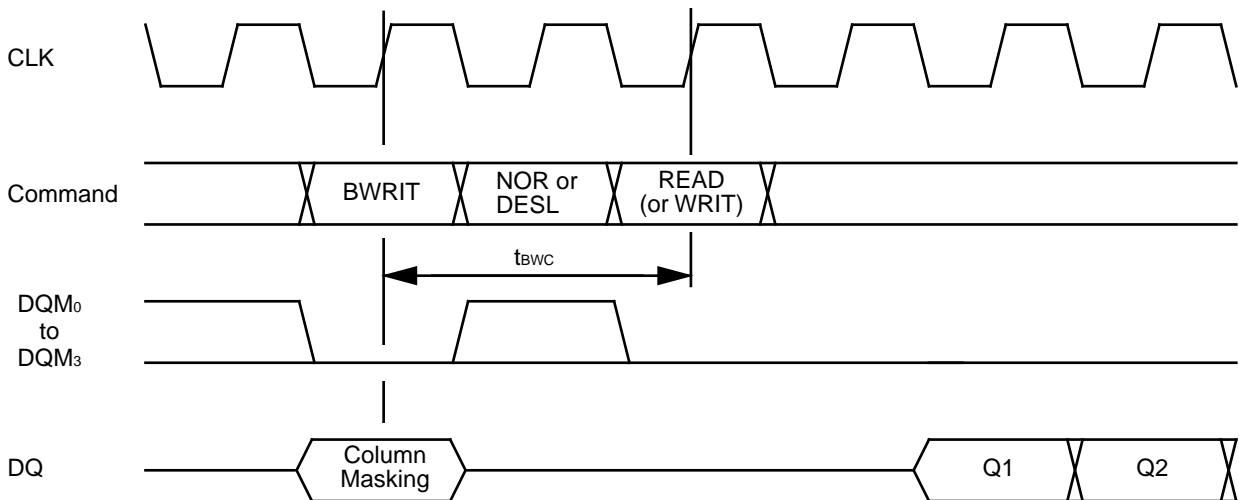 CLK
Command
BWRIT
NOR or
DESL
READ
(or WRIT)
tBWC
DQM0
to
DQM3
DQ
Column
Masking
Q1
Q2